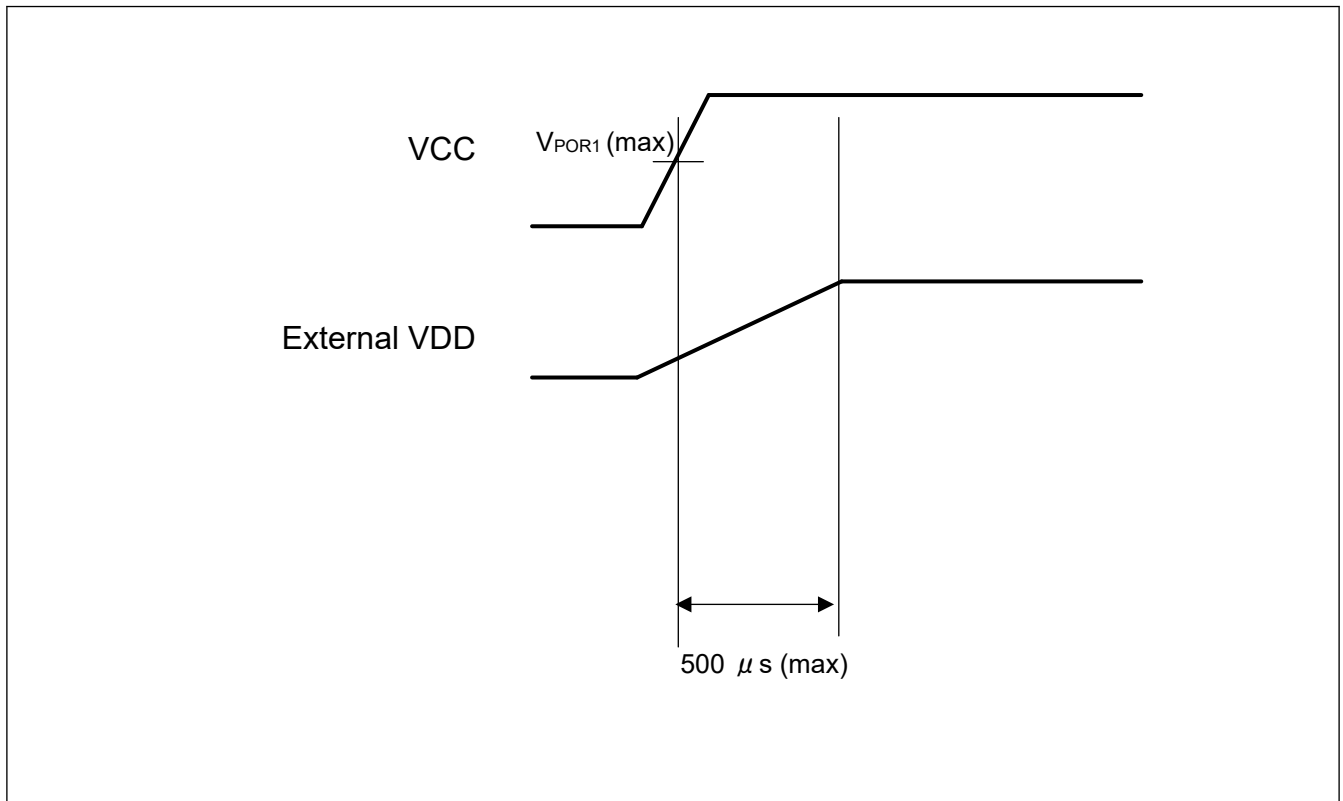 VCC
VPOR1 (max)
External VDD
500 μs (max)